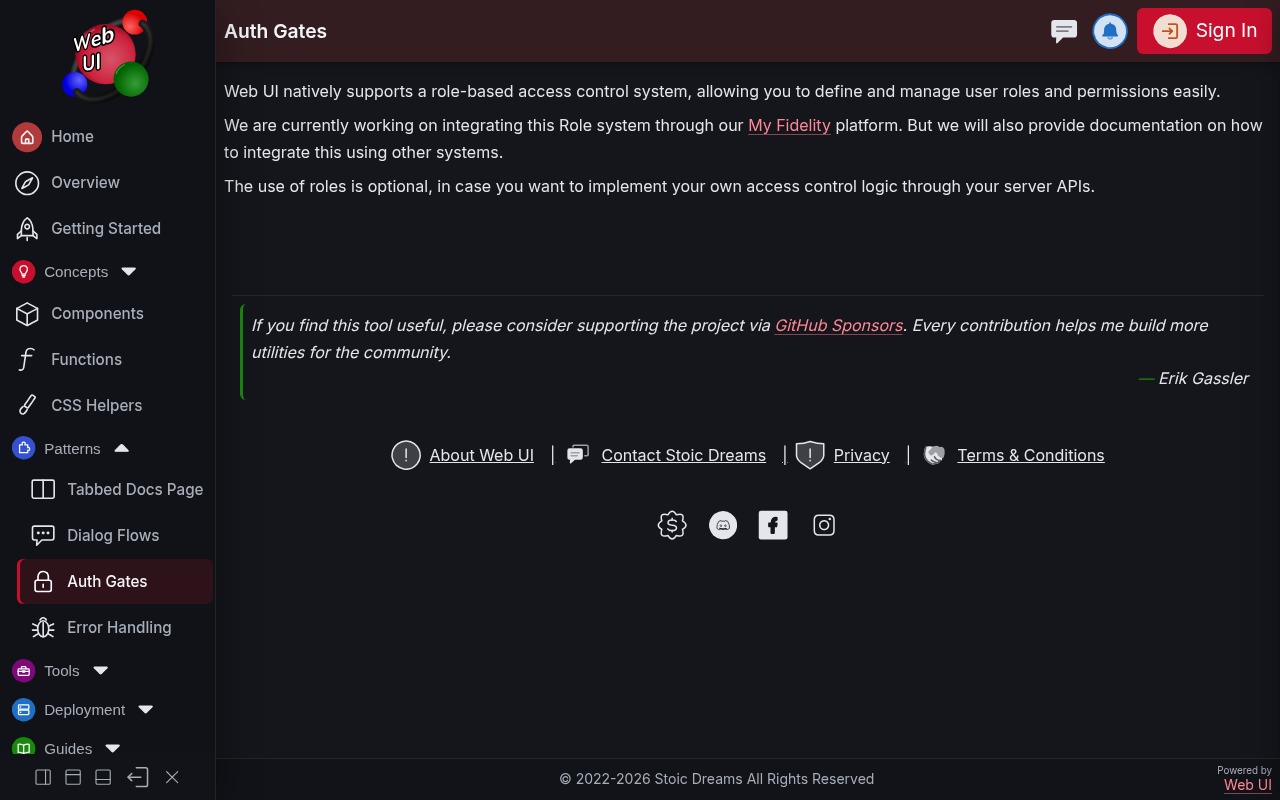 Web
UI
Home
Overview
Getting Started
Concepts
Components
Functions
CSS Helpers
Patterns
Tabbed Docs Page
Dialog Flows
Auth Gates
Error Handling
Tools
Deployment
Guides
Auth Gates
Sign In
Web UI natively supports a role-based access control system, allowing you to define and manage user roles and permissions easily.
We are currently working on integrating this Role system through our My Fidelity platform. But we will also provide documentation on how
to integrate this using other systems.
The use of roles is optional, in case you want to implement your own access control logic through your server APIs.
If you find this tool useful, please consider supporting the project via GitHub Sponsors. Every contribution helps me build more
utilities for the community.
— Erik Gassler
About Web UI | Contact Stoic Dreams | Privacy | Terms & Conditions
© 2022-2026 Stoic Dreams All Rights Reserved
Powered by
Web UI